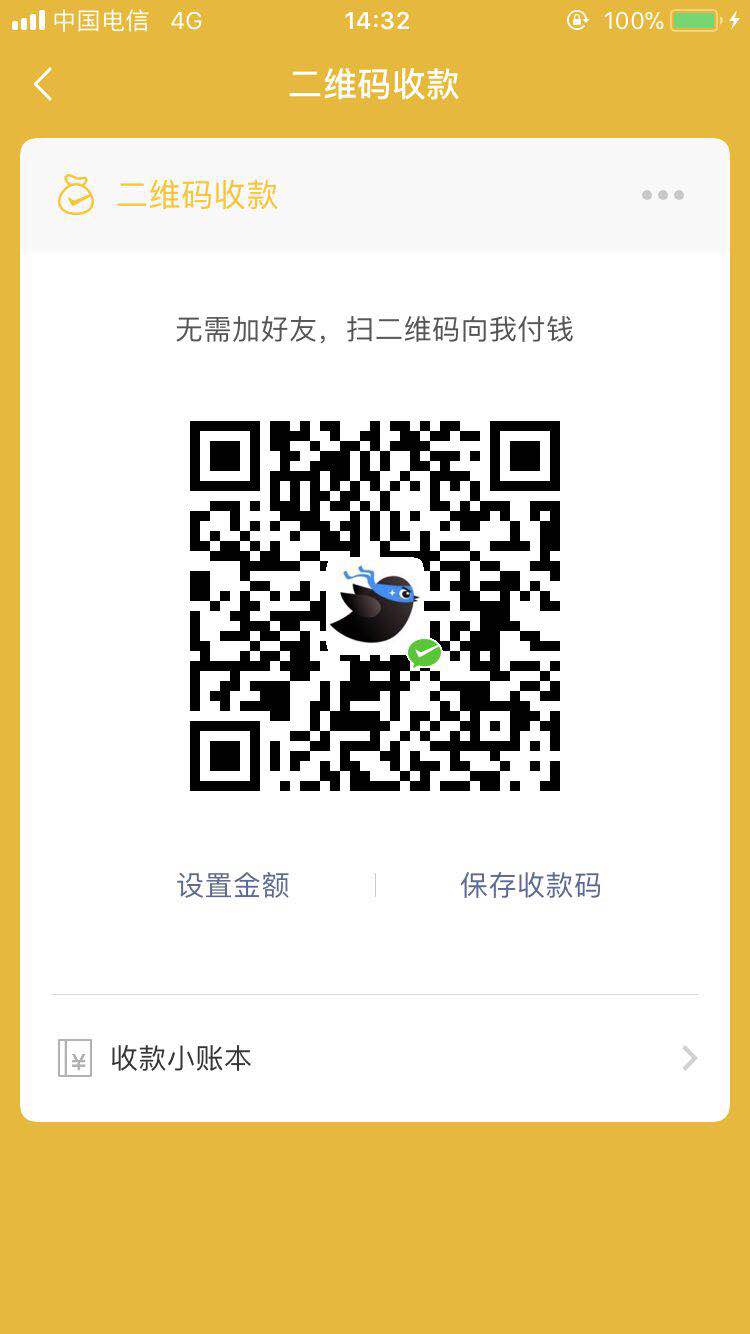 中国电信 4G 14:32 100%
二维码收款
二维码收款
无需加好友，扫二维码向我付钱
设置金额
保存收款码
¥ 收款小账本